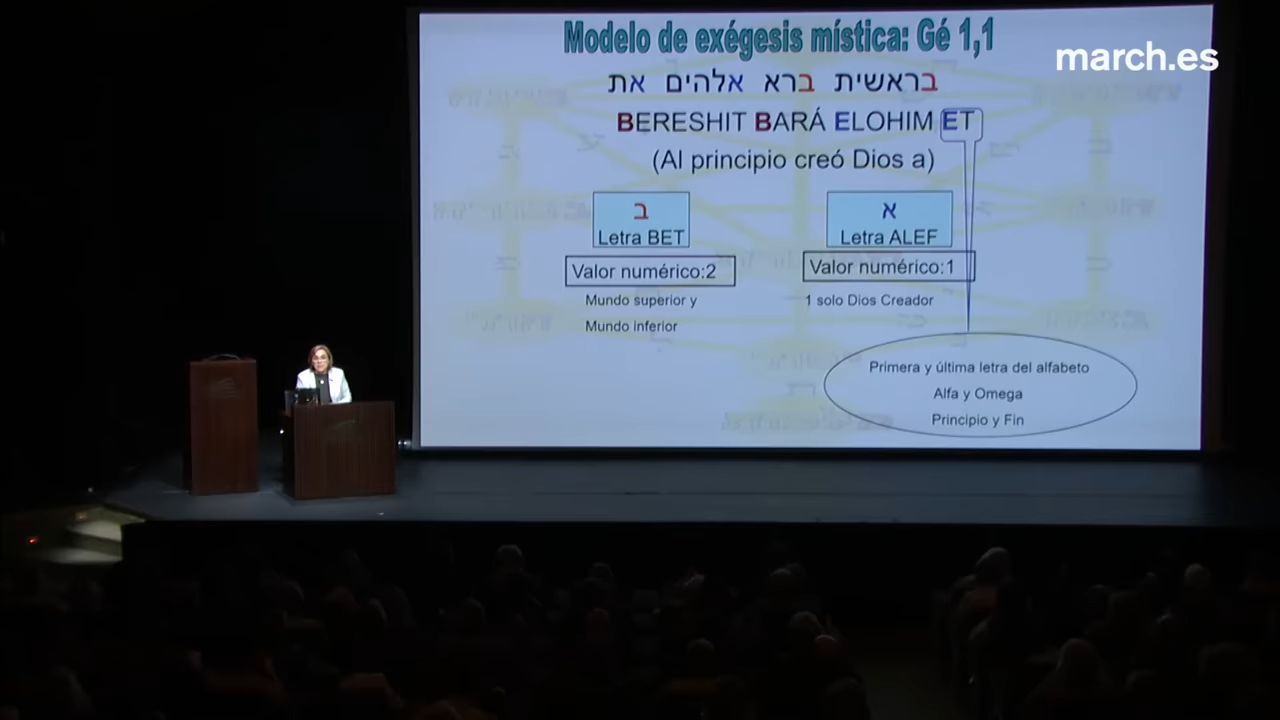 Modelo de exégesis mística: Gé 1,1
march.es
בראשית ברא אלהים את
BERESHIT BARÁ ELOHIM ET
(Al principio creó Dios a)
ב
Letra BET
Valor numérico:2
Mundo superior y
Mundo inferior
א
Letra ALEF
Valor numérico:1
1 solo Dios Creador
Primera y última letra del alfabeto
Alfa y Omega
Principio y Fin